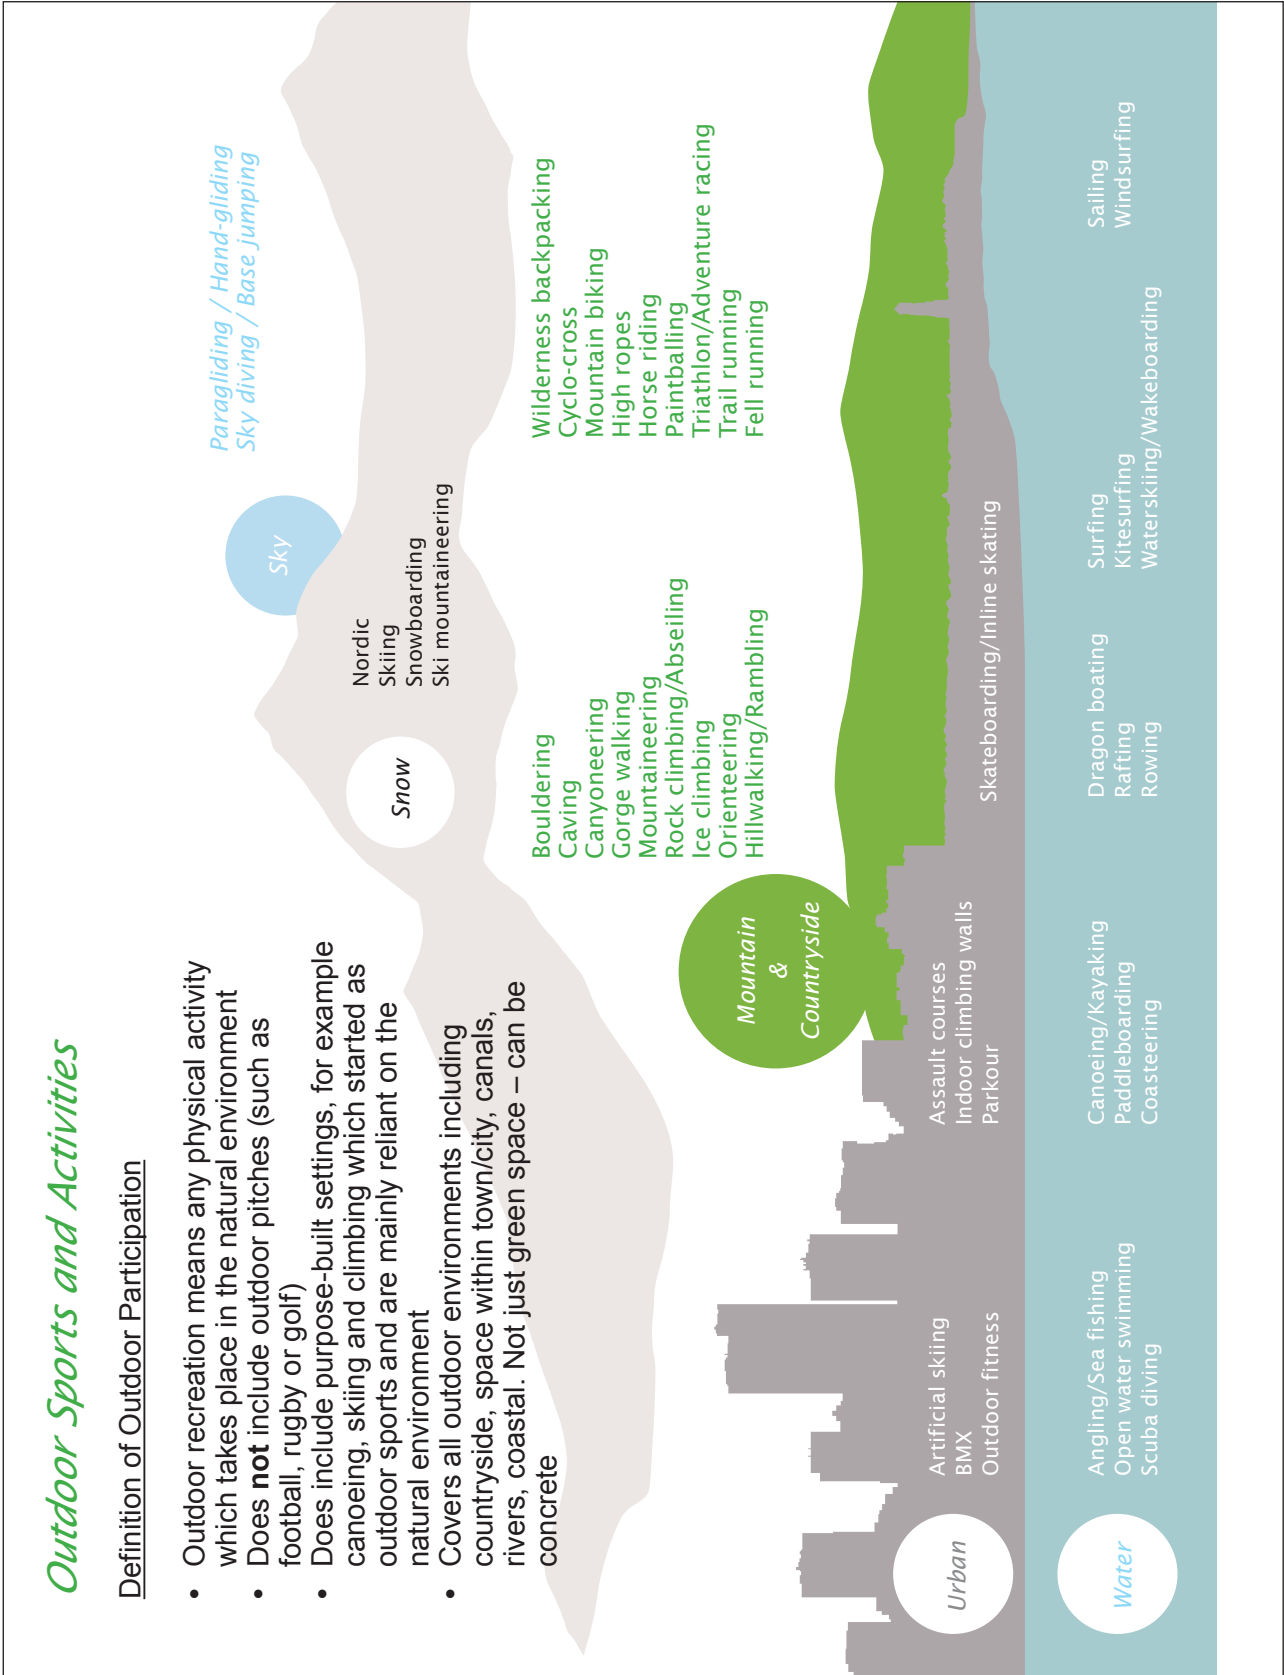 Outdoor Sports and Activities
Definition of Outdoor Participation
• Outdoor recreation means any physical activity
which takes place in the natural environment
• Does not include outdoor pitches (such as
football, rugby or golf)
• Does include purpose-built settings, for example
canoeing, skiing and climbing which started as
outdoor sports and are mainly reliant on the
natural environment
• Covers all outdoor environments including
countryside, space within town/city, canals,
rivers, coastal. Not just green space – can be
concrete
Sky
Paragliding / Hand-gliding
Sky diving / Base jumping
Snow
Nordic
Skiing
Snowboarding
Ski mountaineering
Mountain
&
Countryside
Bouldering
Caving
Canyoneering
Gorge walking
Mountaineering
Rock climbing/Abseiling
Ice climbing
Orienteering
Hillwalking/Rambling
Wilderness backpacking
Cyclo-cross
Mountain biking
High ropes
Horse riding
Paintballing
Triathlon/Adventure racing
Trail running
Fell running
Urban
Artificial skiing
BMX
Outdoor fitness
Assault courses
Indoor climbing walls
Parkour
Skateboarding/Inline skating
Water
Angling/Sea fishing
Open water swimming
Scuba diving
Canoeing/Kayaking
Paddleboarding
Coasteering
Dragon boating
Rafting
Rowing
Surfing
Kitesurfing
Waterskiing/Wakeboarding
Sailing
Windsurfing